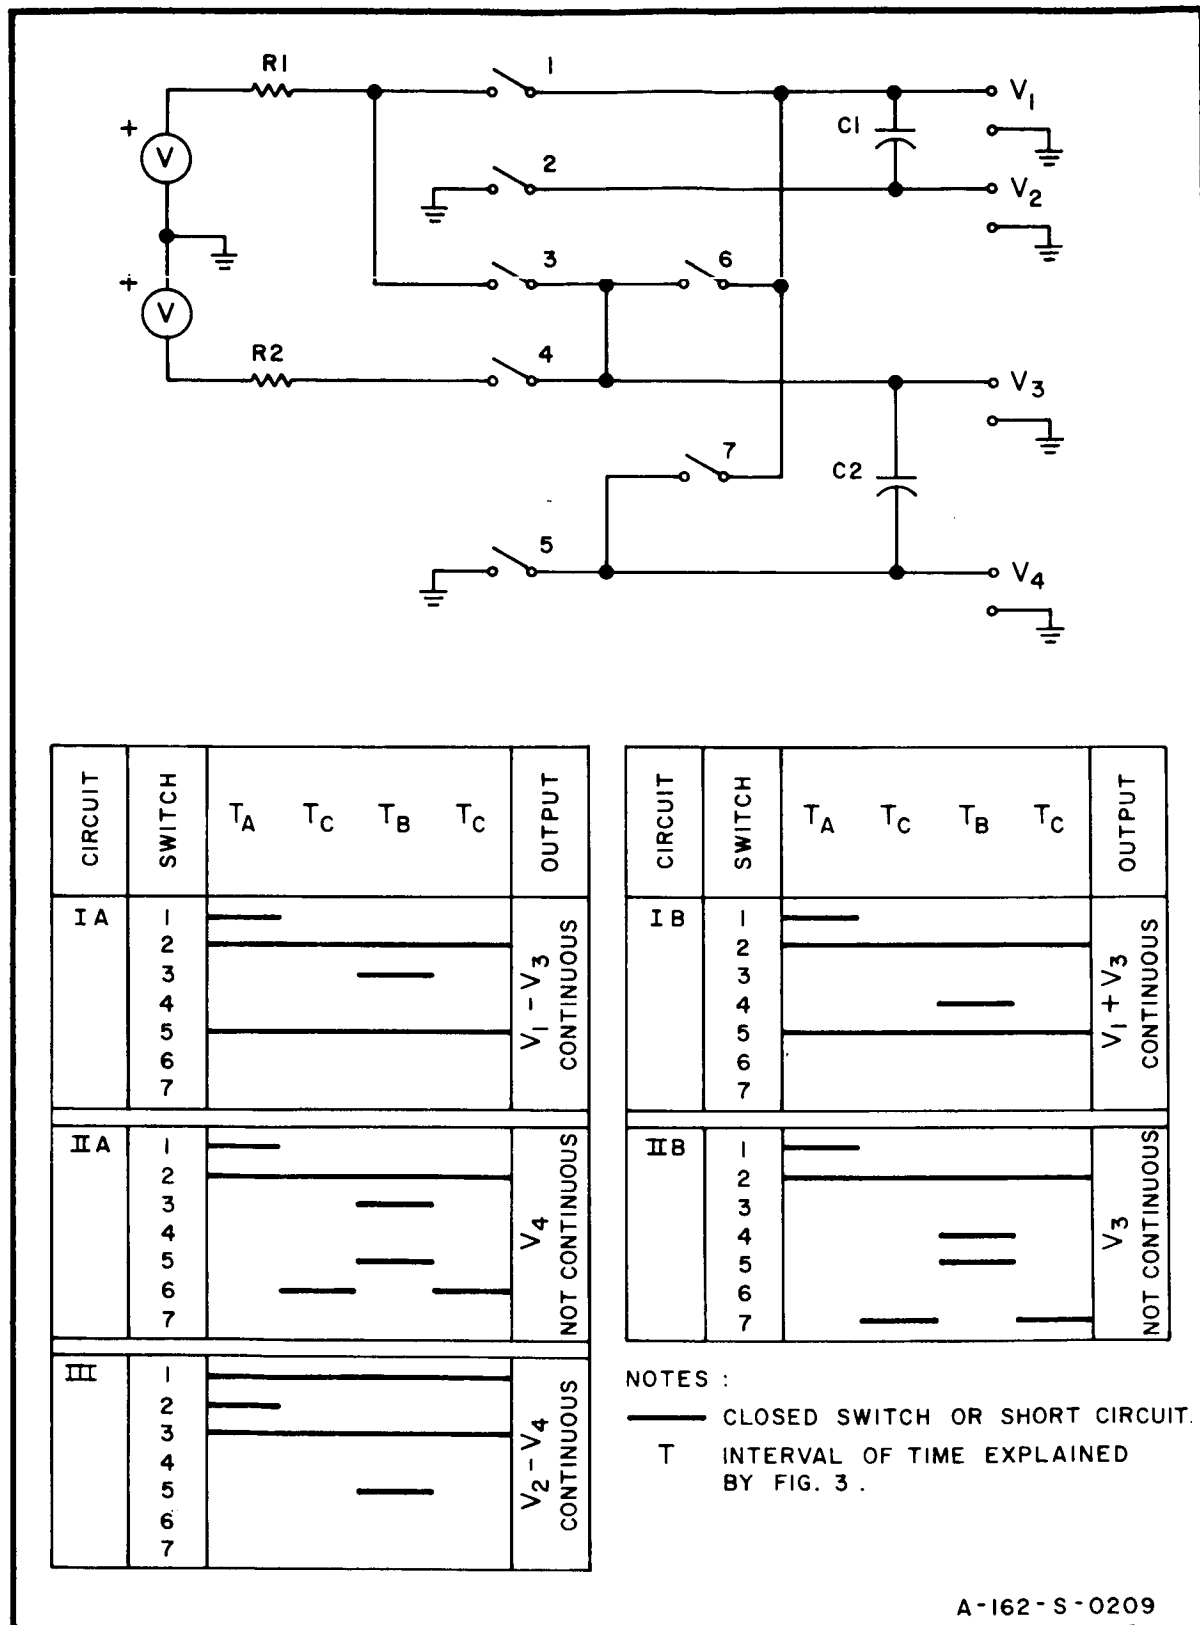 R1
1
+
V
C1
V1
2
V2
3
6
+
V
R2
4
V3
7
C2
5
V4
CIRCUIT SWITCH TA TC TB TC OUTPUT
IA
1
2
3
4
5
6
7
V1 - V3
CONTINUOUS
IIA
1
2
3
4
5
6
7
V4
NOT CONTINUOUS
III
1
2
3
4
5
6
7
V2 - V4
CONTINUOUS
CIRCUIT SWITCH TA TC TB TC OUTPUT
IB
1
2
3
4
5
6
7
V1 + V3
CONTINUOUS
IIB
1
2
3
4
5
6
7
V3
NOT CONTINUOUS
NOTES :
CLOSED SWITCH OR SHORT CIRCUIT.
T INTERVAL OF TIME EXPLAINED
BY FIG. 3 .
A-162-S-0209